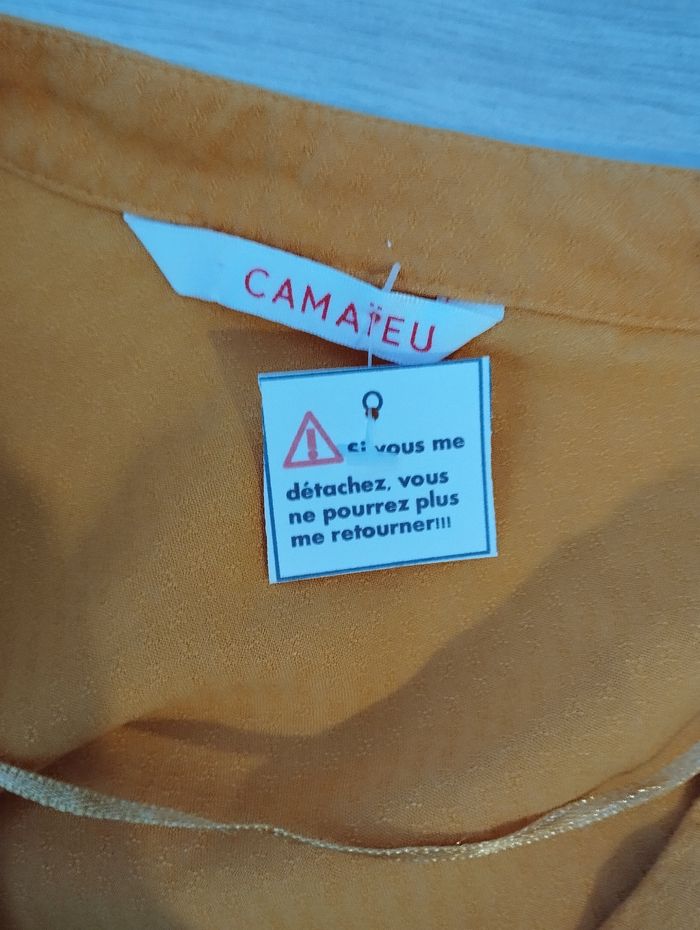 CAMAÏEU
si vous me
détachez, vous
ne pourrez plus
me retourner!!!